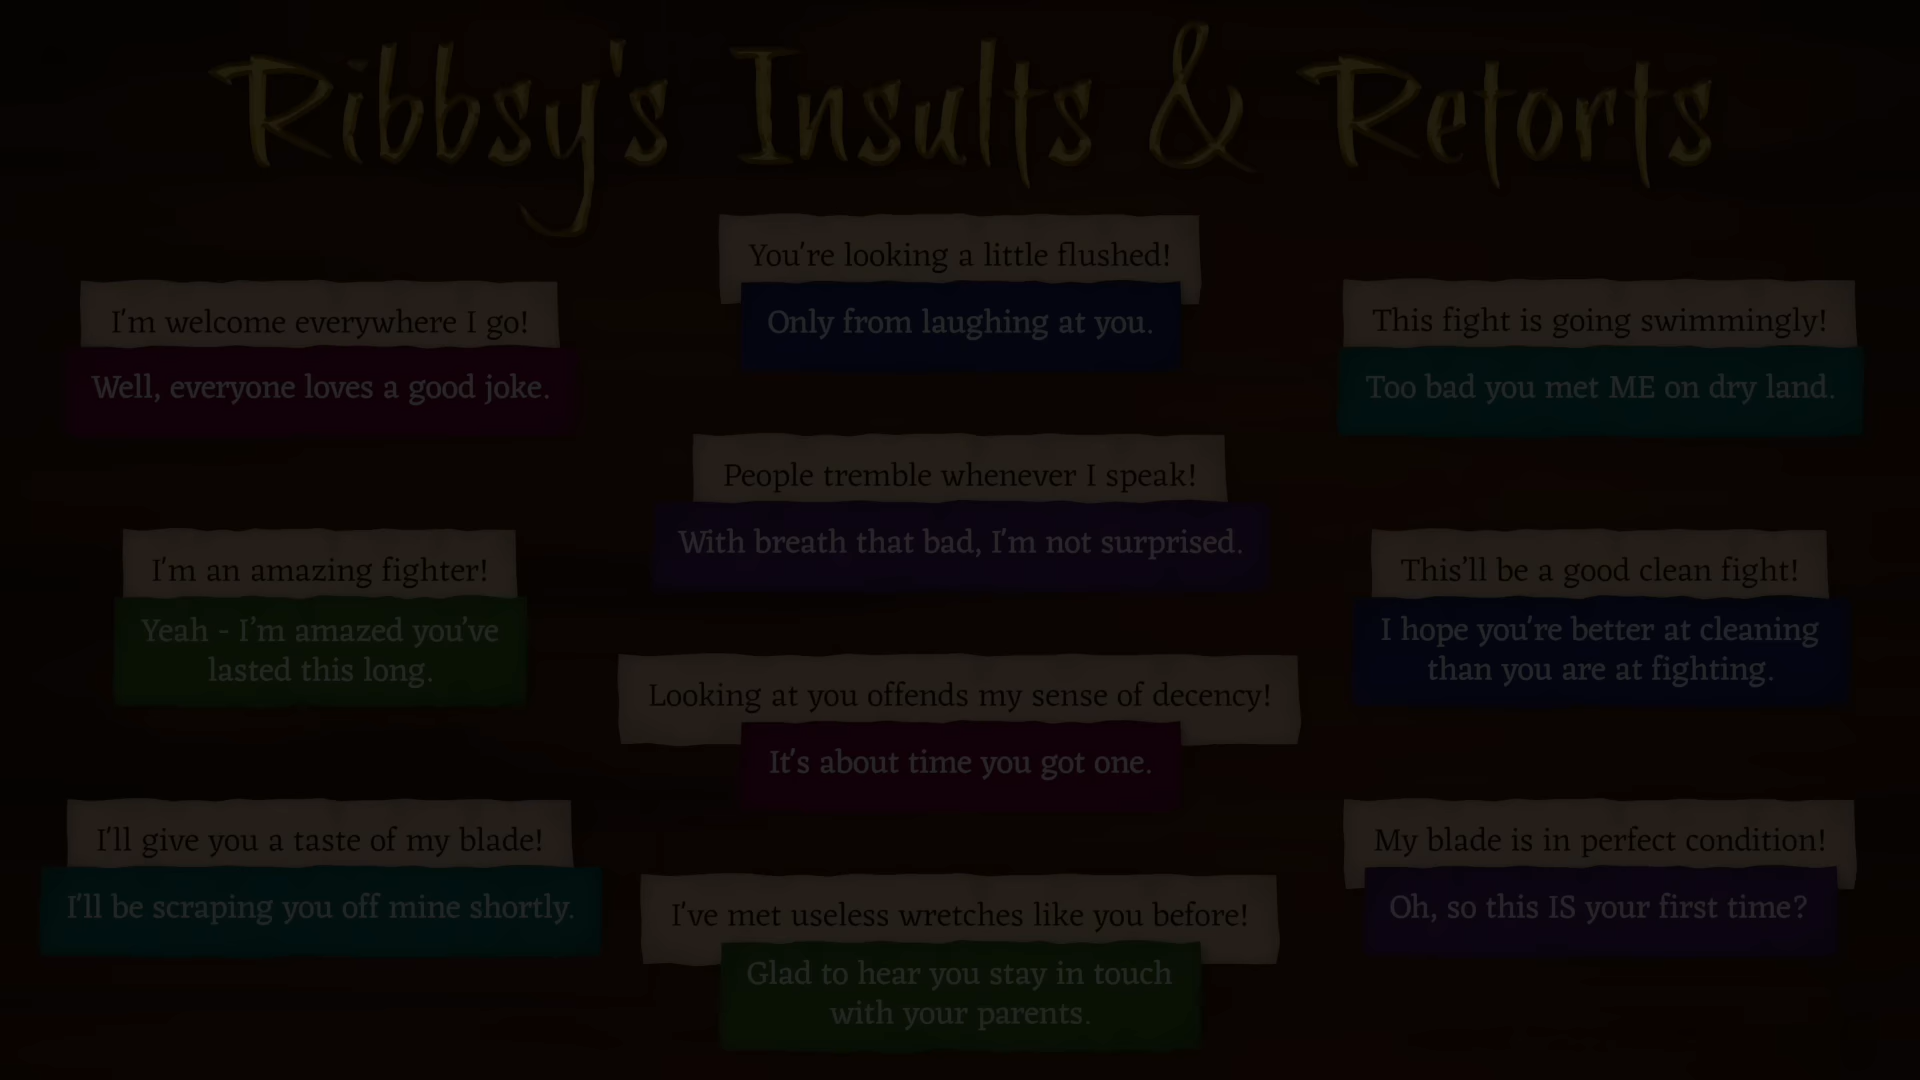 Ribbsy's Insults & Retorts
You're looking a little flushed!
Only from laughing at you.
I'm welcome everywhere I go!
Well, everyone loves a good joke.
This fight is going swimmingly!
Too bad you met ME on dry land.
People tremble whenever I speak!
With breath that bad, I'm not surprised.
I'm an amazing fighter!
Yeah - I’m amazed you’ve
lasted this long.
This’ll be a good clean fight!
I hope you're better at cleaning
than you are at fighting.
Looking at you offends my sense of decency!
It's about time you got one.
I'll give you a taste of my blade!
I'll be scraping you off mine shortly.
My blade is in perfect condition!
Oh, so this IS your first time?
I've met useless wretches like you before!
Glad to hear you stay in touch
with your parents.